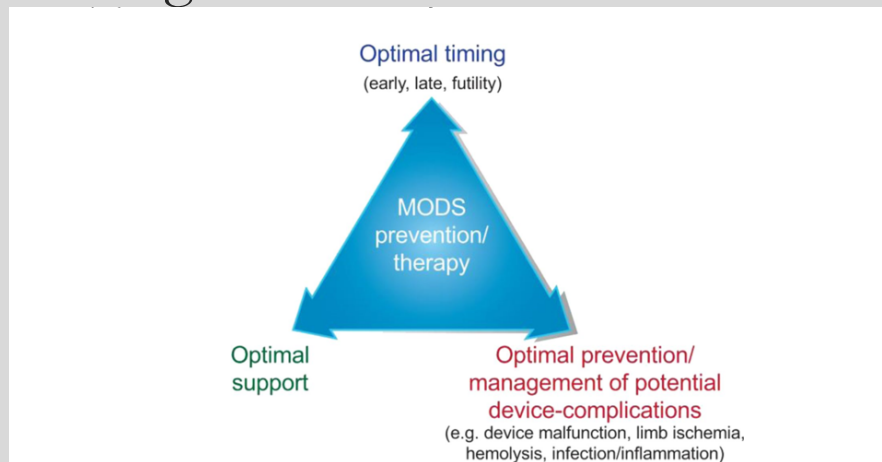 Optimal timing
(early, late, futility)
MODS
prevention/
therapy
Optimal
support
Optimal prevention/
management of potential
device-complications
(e.g. device malfunction, limb ischemia,
hemolysis, infection/inflammation)